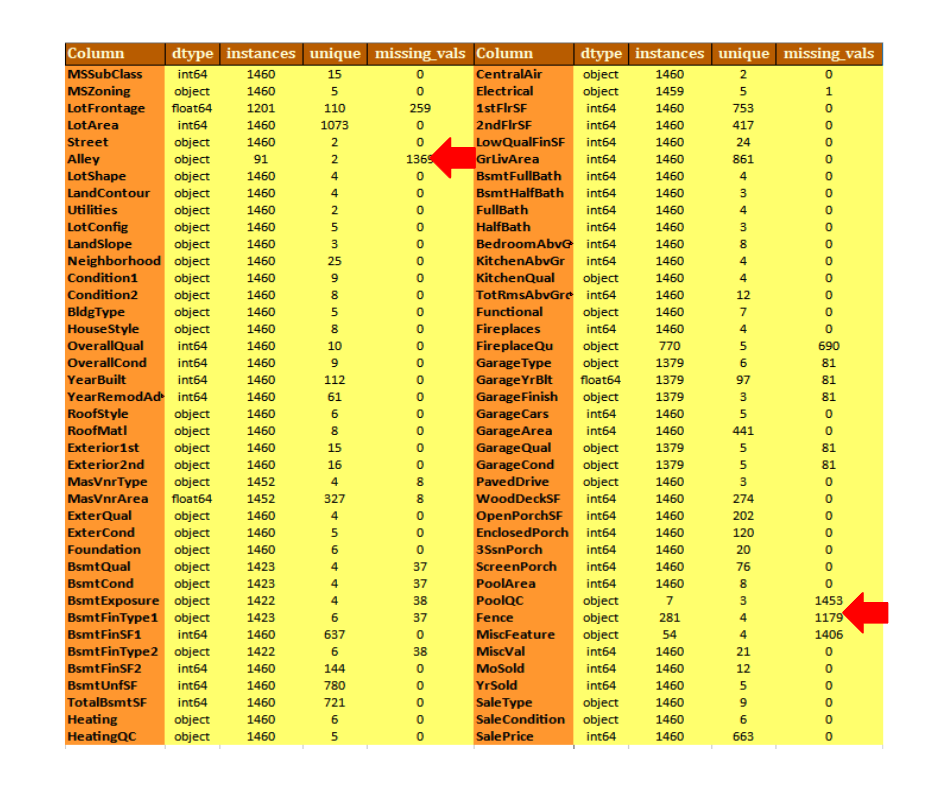 Column dtype instances unique missing_vals Column dtype instances unique missing_vals
MSSubClass int64 1460 15 0 CentralAir object 1460 2 0
MSZoning object 1460 5 0 Electrical object 1459 5 1
LotFrontage float64 1201 110 259 1stFlrSF int64 1460 753 0
LotArea int64 1460 1073 0 2ndFlrSF int64 1460 417 0
Street object 1460 2 0 LowQualFinSF int64 1460 24 0
Alley object 91 2 1369 GrLivArea int64 1460 861 0
LotShape object 1460 4 0 BsmtFullBath int64 1460 4 0
LandContour object 1460 4 0 BsmtHalfBath int64 1460 3 0
Utilities object 1460 2 0 FullBath int64 1460 4 0
LotConfig object 1460 5 0 HalfBath int64 1460 3 0
LandSlope object 1460 3 0 BedroomAbvG int64 1460 8 0
Neighborhood object 1460 25 0 KitchenAbvGr int64 1460 4 0
Condition1 object 1460 9 0 KitchenQual object 1460 4 0
Condition2 object 1460 8 0 TotRmsAbvGr int64 1460 12 0
BldgType object 1460 5 0 Functional object 1460 7 0
HouseStyle object 1460 8 0 Fireplaces int64 1460 4 0
OverallQual int64 1460 10 0 FireplaceQu object 770 5 690
OverallCond int64 1460 9 0 GarageType object 1379 6 81
YearBuilt int64 1460 112 0 GarageYrBlt float64 1379 97 81
YearRemodAd int64 1460 61 0 GarageFinish object 1379 3 81
RoofStyle object 1460 6 0 GarageCars int64 1460 5 0
RoofMatl object 1460 8 0 GarageArea int64 1460 441 0
Exterior1st object 1460 15 0 GarageQual object 1379 5 81
Exterior2nd object 1460 16 0 GarageCond object 1379 5 81
MasVnrType object 1452 4 8 PavedDrive object 1460 3 0
MasVnrArea float64 1452 327 8 WoodDeckSF int64 1460 274 0
ExterQual object 1460 4 0 OpenPorchSF int64 1460 202 0
ExterCond object 1460 5 0 EnclosedPorch int64 1460 120 0
Foundation object 1460 6 0 3SsnPorch int64 1460 20 0
BsmtQual object 1423 4 37 ScreenPorch int64 1460 76 0
BsmtCond object 1423 4 37 PoolArea int64 1460 8 0
BsmtExposure object 1422 4 38 PoolQC object 7 3 1453
BsmtFinType1 object 1423 6 37 Fence object 281 4 1179
BsmtFinSF1 int64 1460 637 0 MiscFeature object 54 4 1406
BsmtFinType2 object 1422 6 38 MiscVal int64 1460 21 0
BsmtFinSF2 int64 1460 144 0 MoSold int64 1460 12 0
BsmtUnfSF int64 1460 780 0 YrSold int64 1460 5 0
TotalBsmtSF int64 1460 721 0 SaleType object 1460 9 0
Heating object 1460 6 0 SaleCondition object 1460 6 0
HeatingQC object 1460 5 0 SalePrice int64 1460 663 0